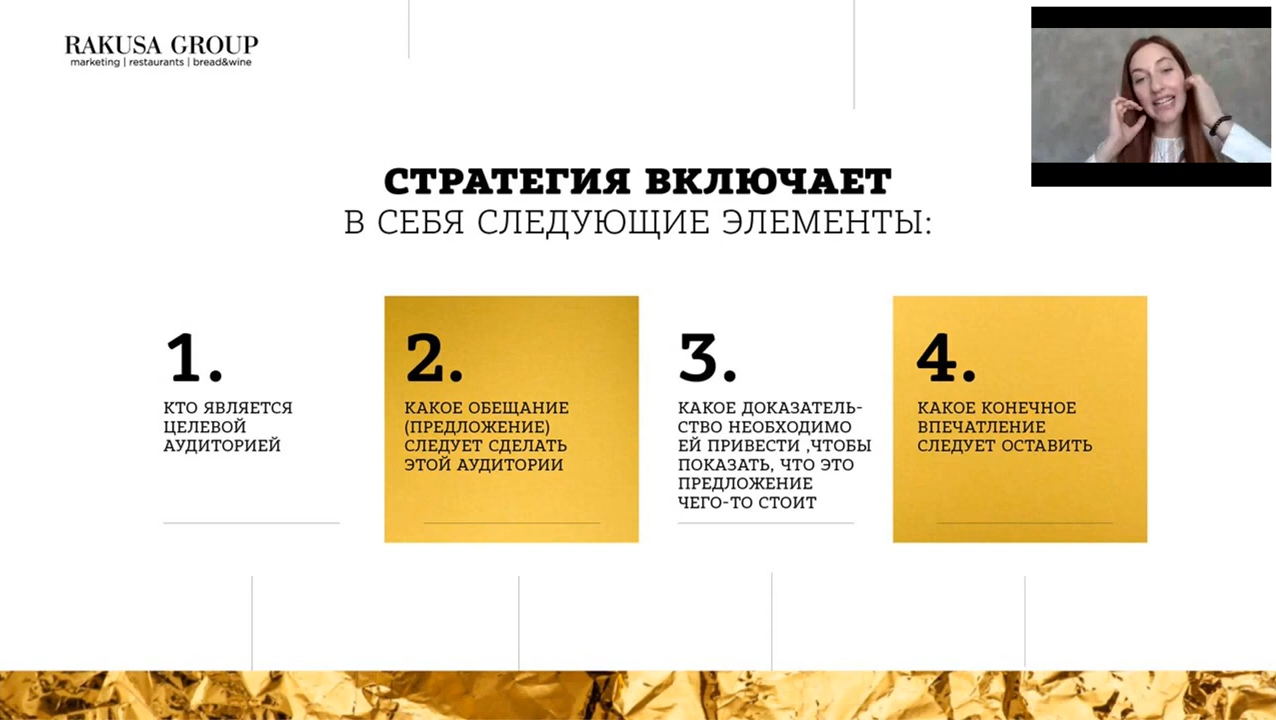 RAKUSA GROUP
marketing | restaurants | bread&wine
СТРАТЕГИЯ ВКЛЮЧАЕТ
В СЕБЯ СЛЕДУЮЩИЕ ЭЛЕМЕНТЫ:
1.
КТО ЯВЛЯЕТСЯ
ЦЕЛЕВОЙ
АУДИТОРИЕЙ
2.
КАКОЕ ОБЕЩАНИЕ
(ПРЕДЛОЖЕНИЕ)
СЛЕДУЕТ СДЕЛАТЬ
ЭТОЙ АУДИТОРИИ
3.
КАКОЕ ДОКАЗАТЕЛЬ-
СТВО НЕОБХОДИМО
ЕЙ ПРИВЕСТИ ,ЧТОБЫ
ПОКАЗАТЬ, ЧТО ЭТО
ПРЕДЛОЖЕНИЕ
ЧЕГО-ТО СТОИТ
4.
КАКОЕ КОНЕЧНОЕ
ВПЕЧАТЛЕНИЕ
СЛЕДУЕТ ОСТАВИТЬ